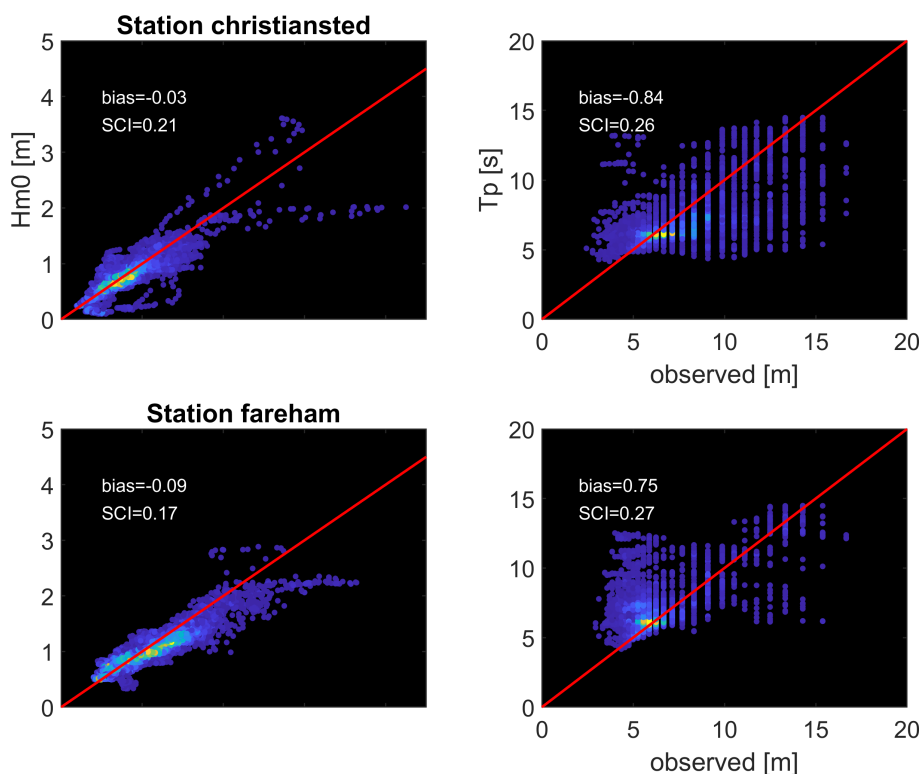 Station christiansted
5
4
3
2
1
0
Hm0 [m]
bias=-0.03
SCI=0.21
20
15
10
5
0
Tp [s]
bias=-0.84
SCI=0.26
0 5 10 15 20
observed [m]
Station fareham
5
4
3
2
1
0
bias=-0.09
SCI=0.17
20
15
10
5
0
bias=0.75
SCI=0.27
0 5 10 15 20
observed [m]